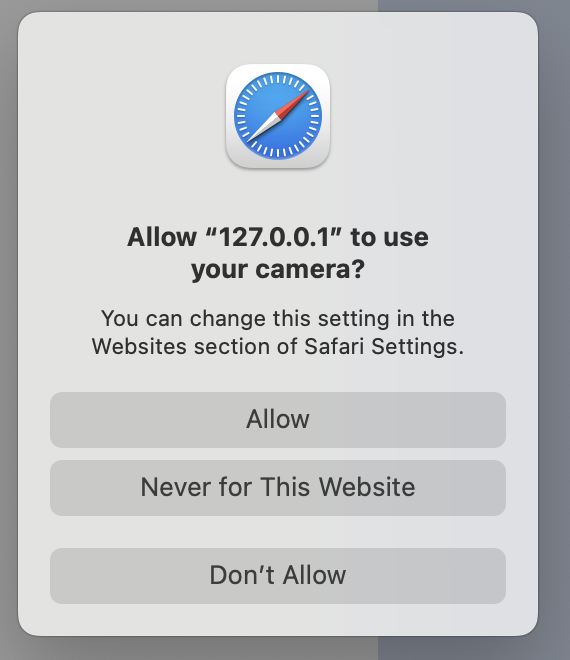 Allow “127.0.0.1” to use
your camera?
You can change this setting in the
Websites section of Safari Settings.
Allow
Never for This Website
Don’t Allow